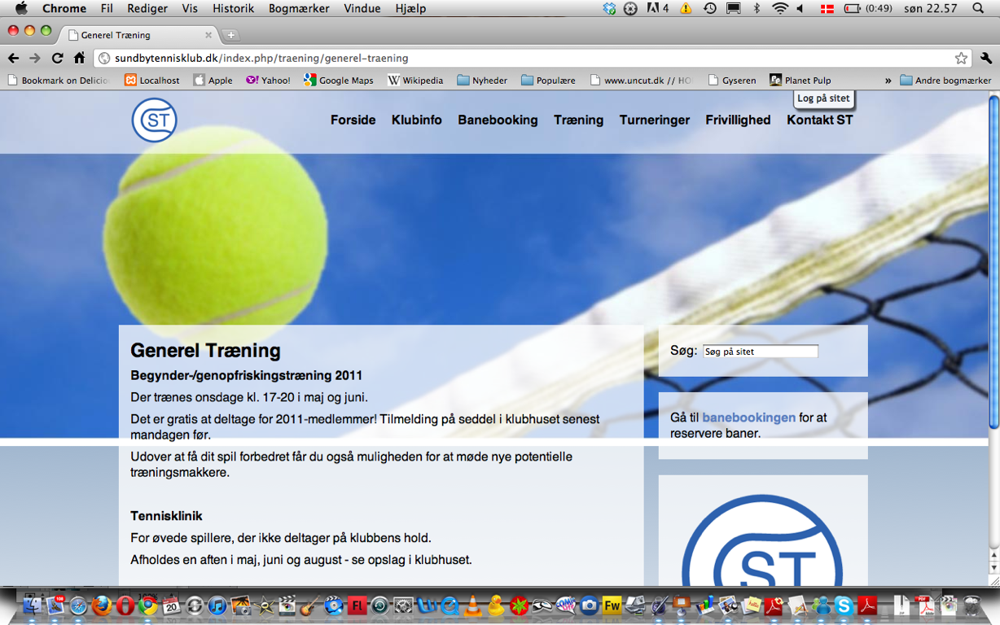 Chrome Fil Rediger Vis Historik Bogmærker Vindue Hjælp 4 (0:49) søn 22.57
Generel Træning
sundbytennisklub.dk/index.php/traening/generel-traening
Bookmark on Delicio Localhost Apple Yahoo! Google Maps Wikipedia Nyheder Populære www.uncut.dk // HO Gyseren Planet Pulp » Andre bogmærker
Log på sitet
ST Forside Klubinfo Banebooking Træning Turneringer Frivillighed Kontakt ST
Generel Træning
Begynder-/genopfriskingstræning 2011
Der trænes onsdage kl. 17-20 i maj og juni.
Det er gratis at deltage for 2011-medlemmer! Tilmelding på seddel i klubhuset senest
mandagen før.
Udover at få dit spil forbedret får du også muligheden for at møde nye potentielle
træningsmakkere.
Tennisklinik
For øvede spillere, der ikke deltager på klubbens hold.
Afholdes en aften i maj, juni og august - se opslag i klubhuset.
Søg: Søg på sitet
Gå til banebookingen for at
reservere baner.
ST
20 Fl Fw